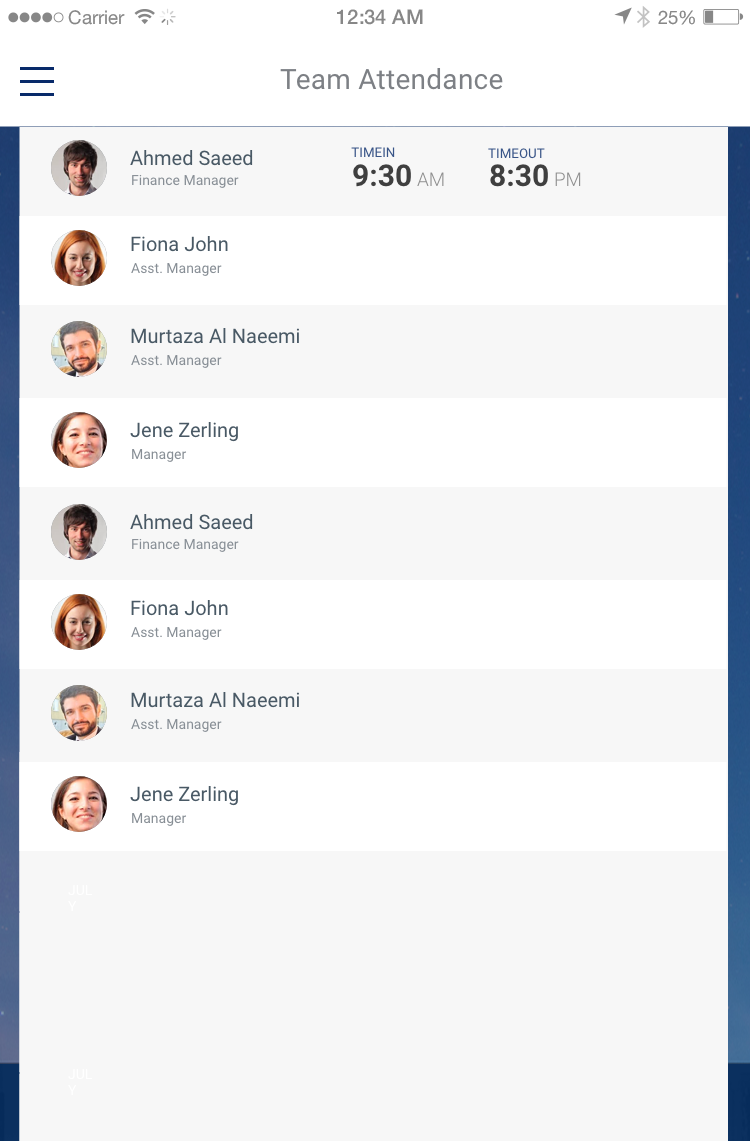 Carrier 12:34 AM 25%
Team Attendance
Ahmed Saeed
Finance Manager
TIMEIN
9:30 AM
TIMEOUT
8:30 PM
Fiona John
Asst. Manager
Murtaza Al Naeemi
Asst. Manager
Jene Zerling
Manager
Ahmed Saeed
Finance Manager
Fiona John
Asst. Manager
Murtaza Al Naeemi
Asst. Manager
Jene Zerling
Manager
JUL
Y
JUL
Y